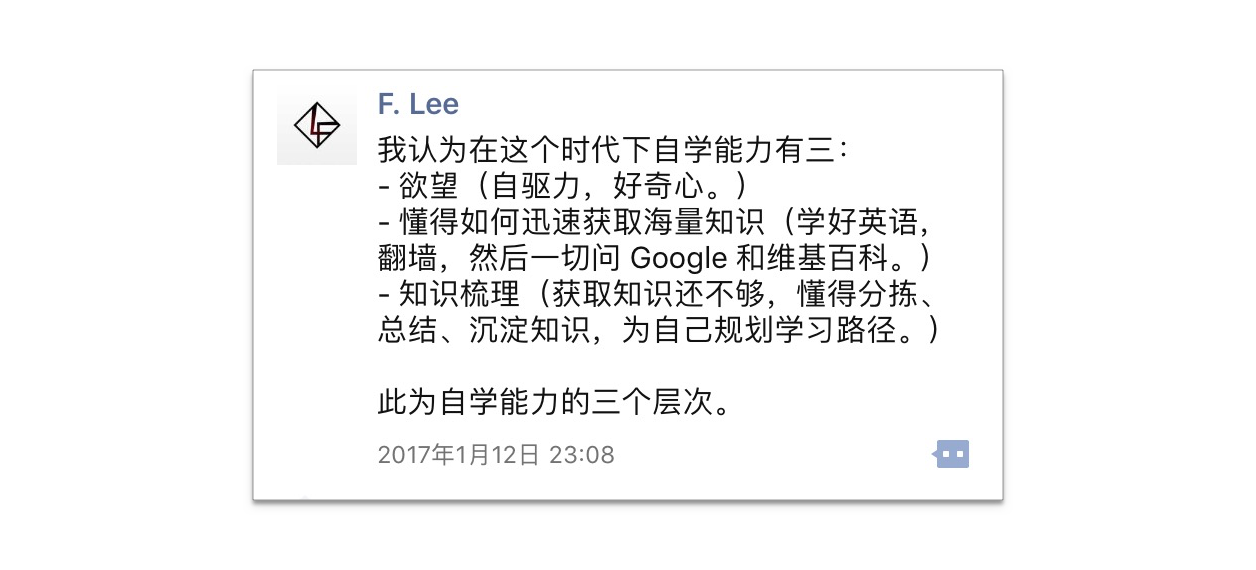 F. Lee
我认为在这个时代下自学能力有三：
- 欲望（自驱力，好奇心。）
- 懂得如何迅速获取海量知识（学好英语，
翻墙，然后一切问 Google 和维基百科。）
- 知识梳理（获取知识还不够，懂得分拣、
总结、沉淀知识，为自己规划学习路径。）
此为自学能力的三个层次。
2017年1月12日 23:08